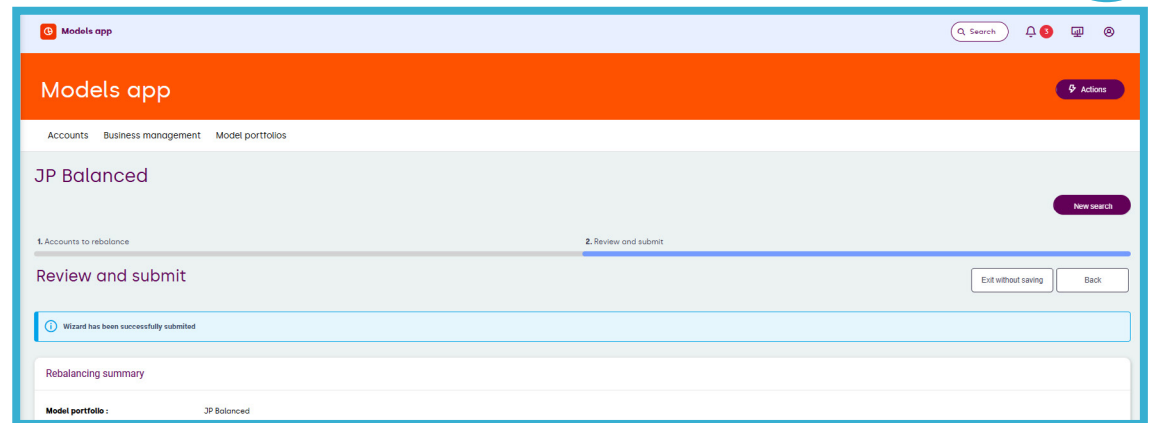 Models app
Search
3
Models app
Actions
Accounts Business management Model portfolios
JP Balanced
New search
1. Accounts to rebalance
2. Review and submit
Review and submit
Exit without saving
Back
Wizard has been successfully submited
Rebalancing summary
Model portfolio : JP Balanced